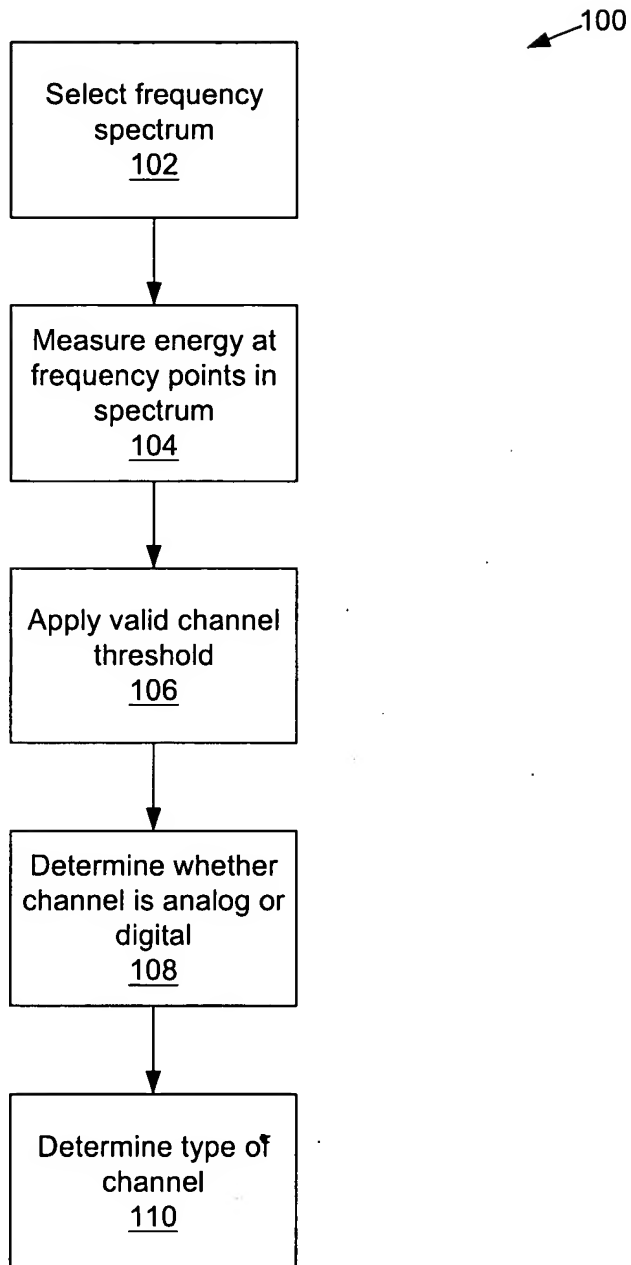 100
Select frequency
spectrum
102
Measure energy at
frequency points in
spectrum
104
Apply valid channel
threshold
106
Determine whether
channel is analog or
digital
108
Determine type of
channel
110